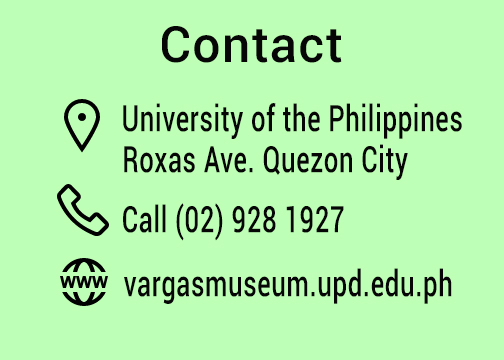 Contact
University of the Philippines
Roxas Ave. Quezon City
Call (02) 928 1927
www
vargasmuseum.upd.edu.ph